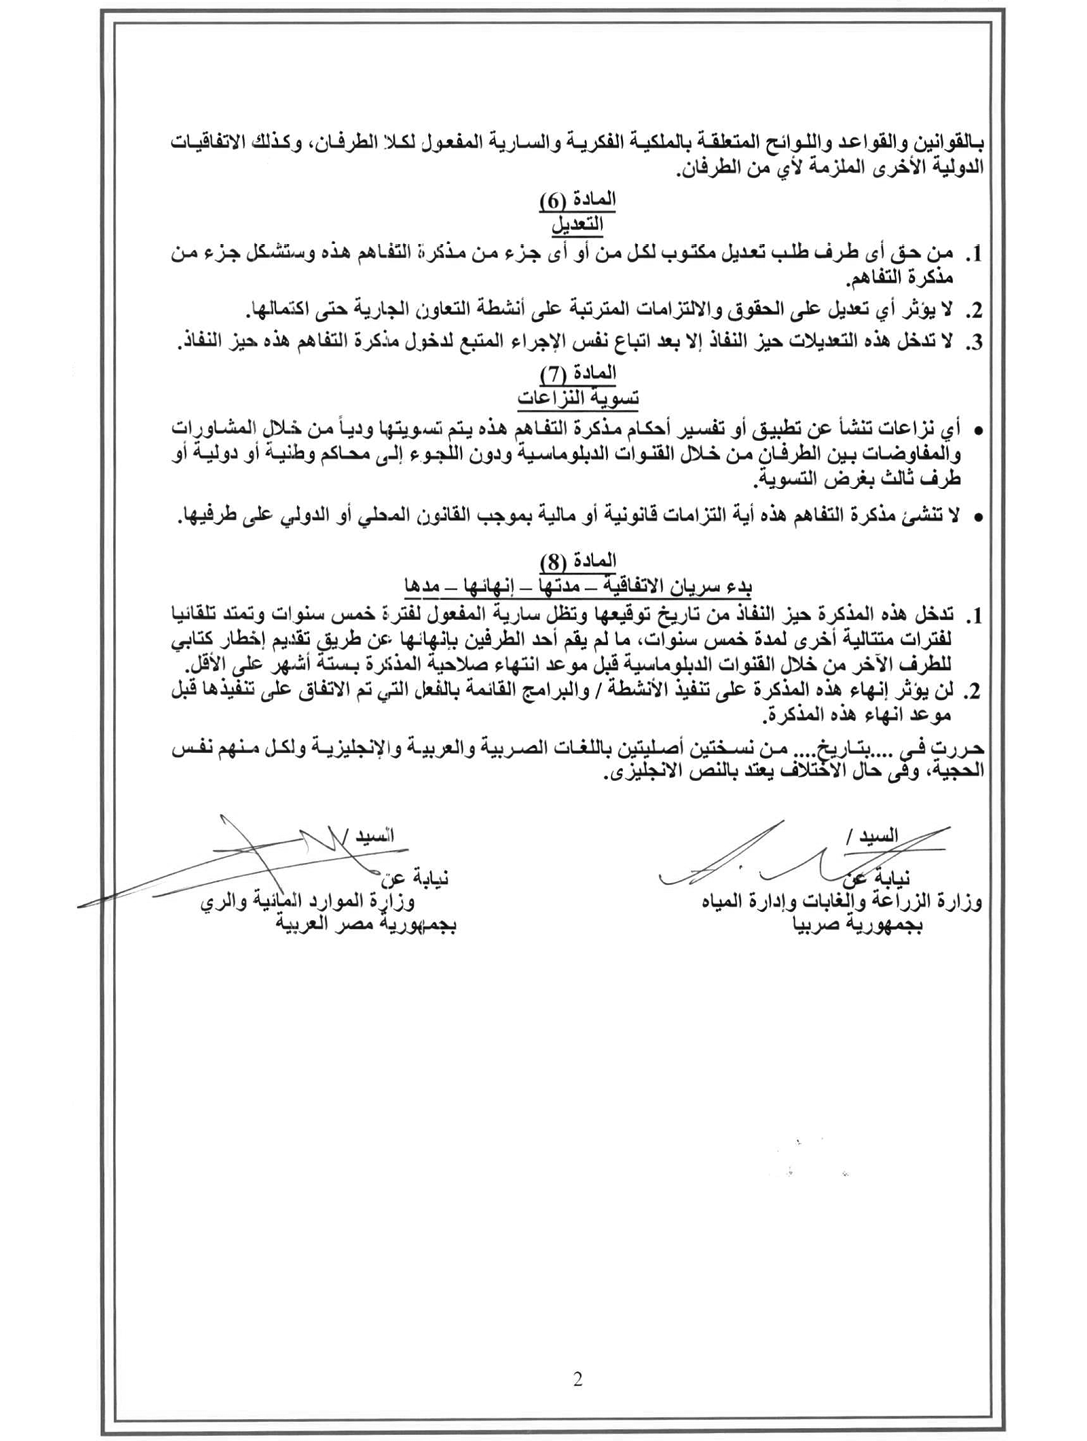 بالقوانين والقواعد واللوائح المتعلقة بالملكية الفكرية والسارية المفعول لكلا الطرفان، وكذلك الاتفاقيات
الدولية الأخرى الملزمة لأي من الطرفان.
المادة (6)
التعديل
1. من حق أى طرف طلب تعديل مكتوب لكل من أو أى جزء من مذكرة التفاهم هذه وستشكل جزء من
مذكرة التفاهم.
2. لا يؤثر أي تعديل على الحقوق والالتزامات المترتبة على أنشطة التعاون الجارية حتى اكتمالها.
3. لا تدخل هذه التعديلات حيز النفاذ إلا بعد اتباع نفس الإجراء المتبع لدخول مذكرة التفاهم هذه حيز النفاذ.
المادة (7)
تسوية النزاعات
• أي نزاعات تنشأ عن تطبيق أو تفسير أحكام مذكرة التفاهم هذه يتم تسويتها ودياً من خلال المشاورات
والمفاوضات بين الطرفان من خلال القنوات الدبلوماسية ودون اللجوء إلى محاكم وطنية أو دولية أو
طرف ثالث بغرض التسوية.
• لا تنشئ مذكرة التفاهم هذه أية التزامات قانونية أو مالية بموجب القانون المحلي أو الدولي على طرفيها.
المادة (8)
بدء سريان الاتفاقية – مدتها – إنهائها – مدها
1. تدخل هذه المذكرة حيز النفاذ من تاريخ توقيعها وتظل سارية المفعول لفترة خمس سنوات وتمتد تلقائيا
لفترات متتالية أخرى لمدة خمس سنوات، ما لم يقم أحد الطرفين بإنهائها عن طريق تقديم إخطار كتابي
للطرف الآخر من خلال القنوات الدبلوماسية قبل موعد انتهاء صلاحية المذكرة بستة أشهر على الأقل.
2. لن يؤثر إنهاء هذه المذكرة على تنفيذ الأنشطة / والبرامج القائمة بالفعل التي تم الاتفاق على تنفيذها قبل
موعد انهاء هذه المذكرة.
حررت فى ....بتاريخ.... من نسختين أصليتين باللغات الصربية والعربية والإنجليزية ولكل منهم نفس
الحجية، وفى حال الاختلاف يعتد بالنص الانجليزى.
السيد /
نيابة عن
وزارة الزراعة والغابات وإدارة المياه
بجمهورية صربيا
السيد /
نيابة عن
وزارة الموارد المائية والري
بجمهورية مصر العربية
2